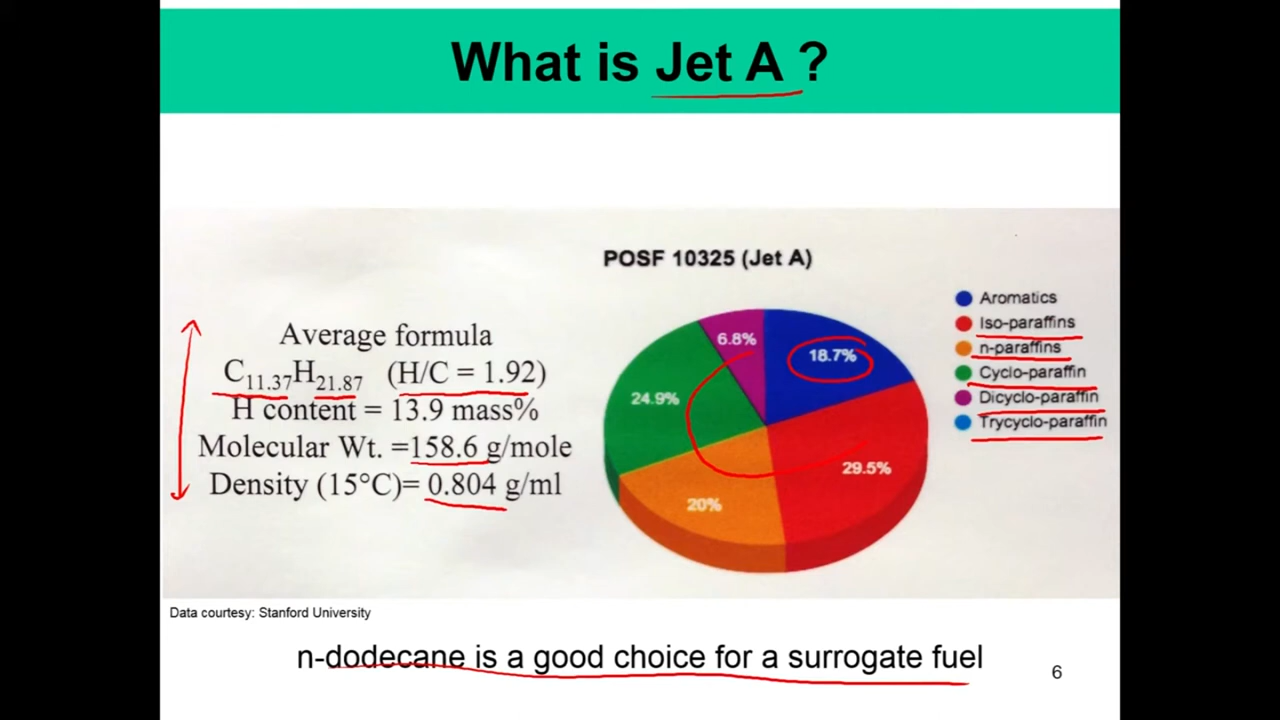 What is Jet A ?
Average formula
C11.37H21.87 (H/C = 1.92)
H content = 13.9 mass%
Molecular Wt. =158.6 g/mole
Density (15°C)= 0.804 g/ml
POSF 10325 (Jet A)
6.8%
18.7%
24.9%
29.5%
20%
Aromatics
Iso-paraffins
n-paraffins
Cyclo-paraffin
Dicyclo-paraffin
Trycyclo-paraffin
Data courtesy: Stanford University
n-dodecane is a good choice for a surrogate fuel
6